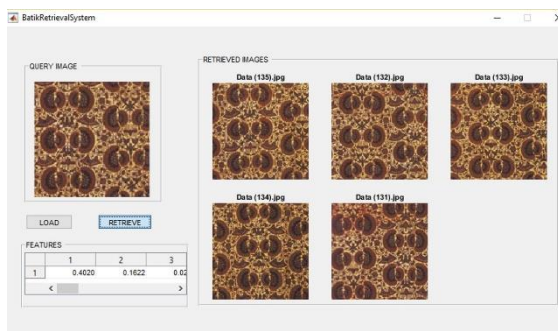 BatikRetrievalSystem
QUERY IMAGE
LOAD
RETRIEVE
FEATURES
1 2 3
1 0.4020 0.1622 0.02
RETRIEVED IMAGES
Data (135).jpg Data (132).jpg Data (133).jpg
Data (134).jpg Data (131).jpg